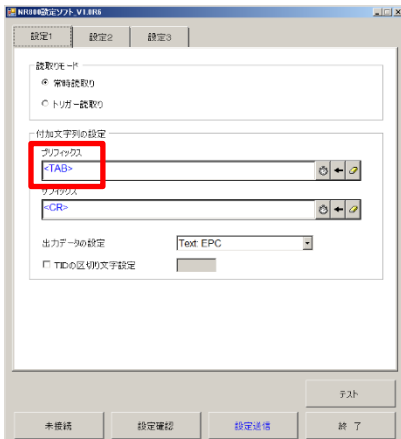 NR800設定ソフト_V1.0R6
設定1 設定2 設定3
読取りモード
常時読取り
トリガー読取り
付加文字列の設定
プリフィックス
<TAB>
サフィックス
<CR>
出力データの設定 Text: EPC
TIDの区切り文字設定
テスト
未接続 設定確認 設定送信 終 了